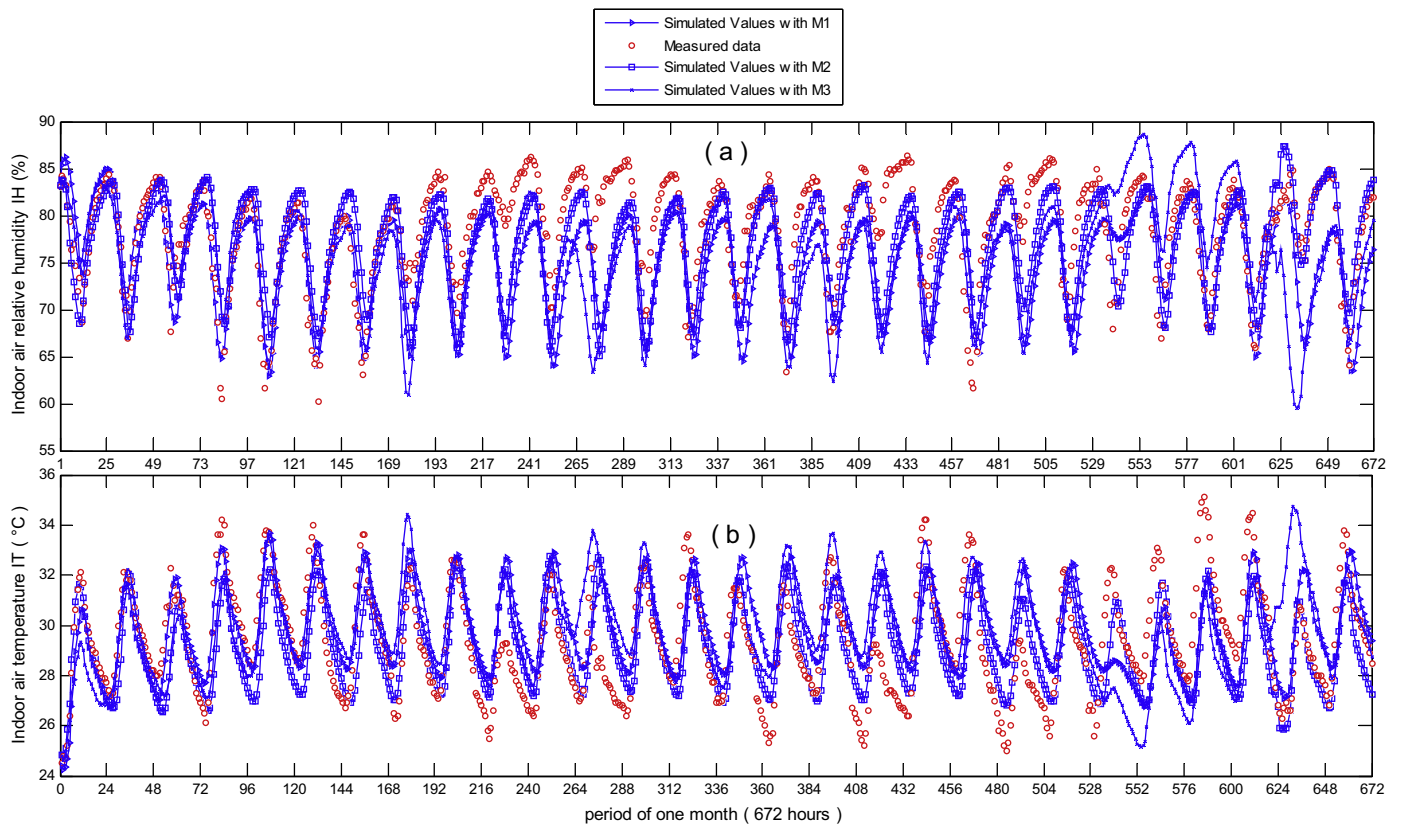 Simulated Values with M1
Measured data
Simulated Values with M2
Simulated Values with M3
90
85
80
75
70
65
60
55
Indoor air relative humidity IH (%)
( a )
1 25 49 73 97 121 145 169 193 217 241 265 289 313 337 361 385 409 433 457 481 505 529 553 577 601 625 649 672
36
34
32
30
28
26
24
Indoor air temperature IT ( °C )
( b )
0 24 48 72 96 120 144 168 192 216 240 264 288 312 336 360 384 408 432 456 480 504 528 552 576 600 624 648 672
period of one month ( 672 hours )